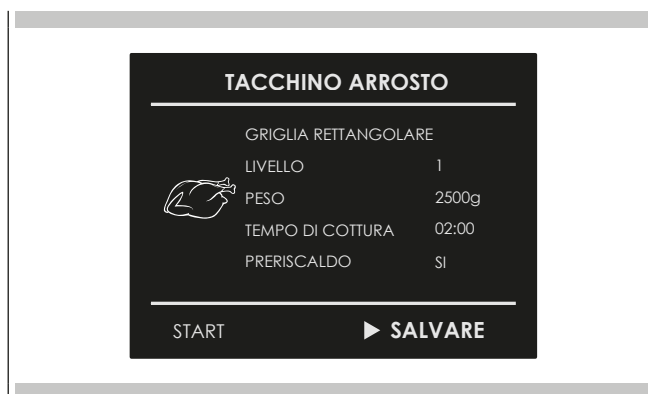 TACCHINO ARROSTO
GRIGLIA RETTANGOLARE
LIVELLO 1
PESO 2500g
TEMPO DI COTTURA 02:00
PRERISCALDO SI
START ▶ SALVARE